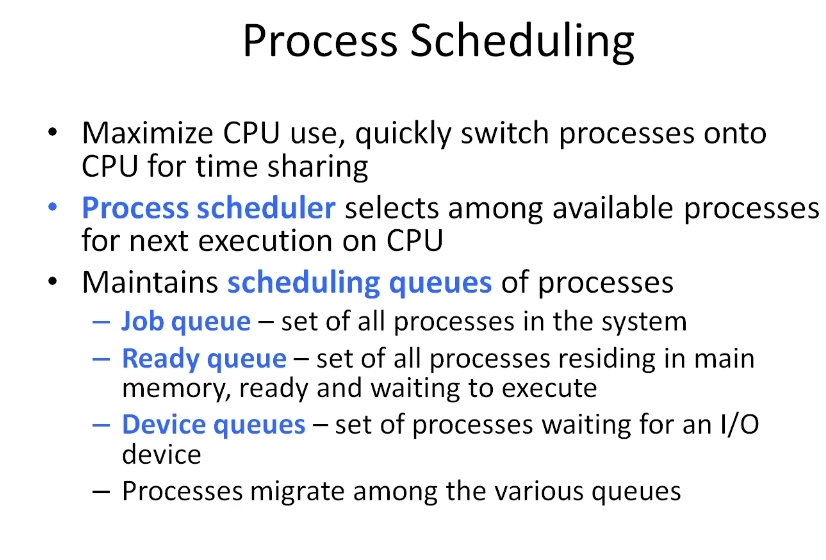 Process Scheduling
• Maximize CPU use, quickly switch processes onto
CPU for time sharing
• Process scheduler selects among available processes
for next execution on CPU
• Maintains scheduling queues of processes
– Job queue – set of all processes in the system
– Ready queue – set of all processes residing in main
memory, ready and waiting to execute
– Device queues – set of processes waiting for an I/O
device
– Processes migrate among the various queues